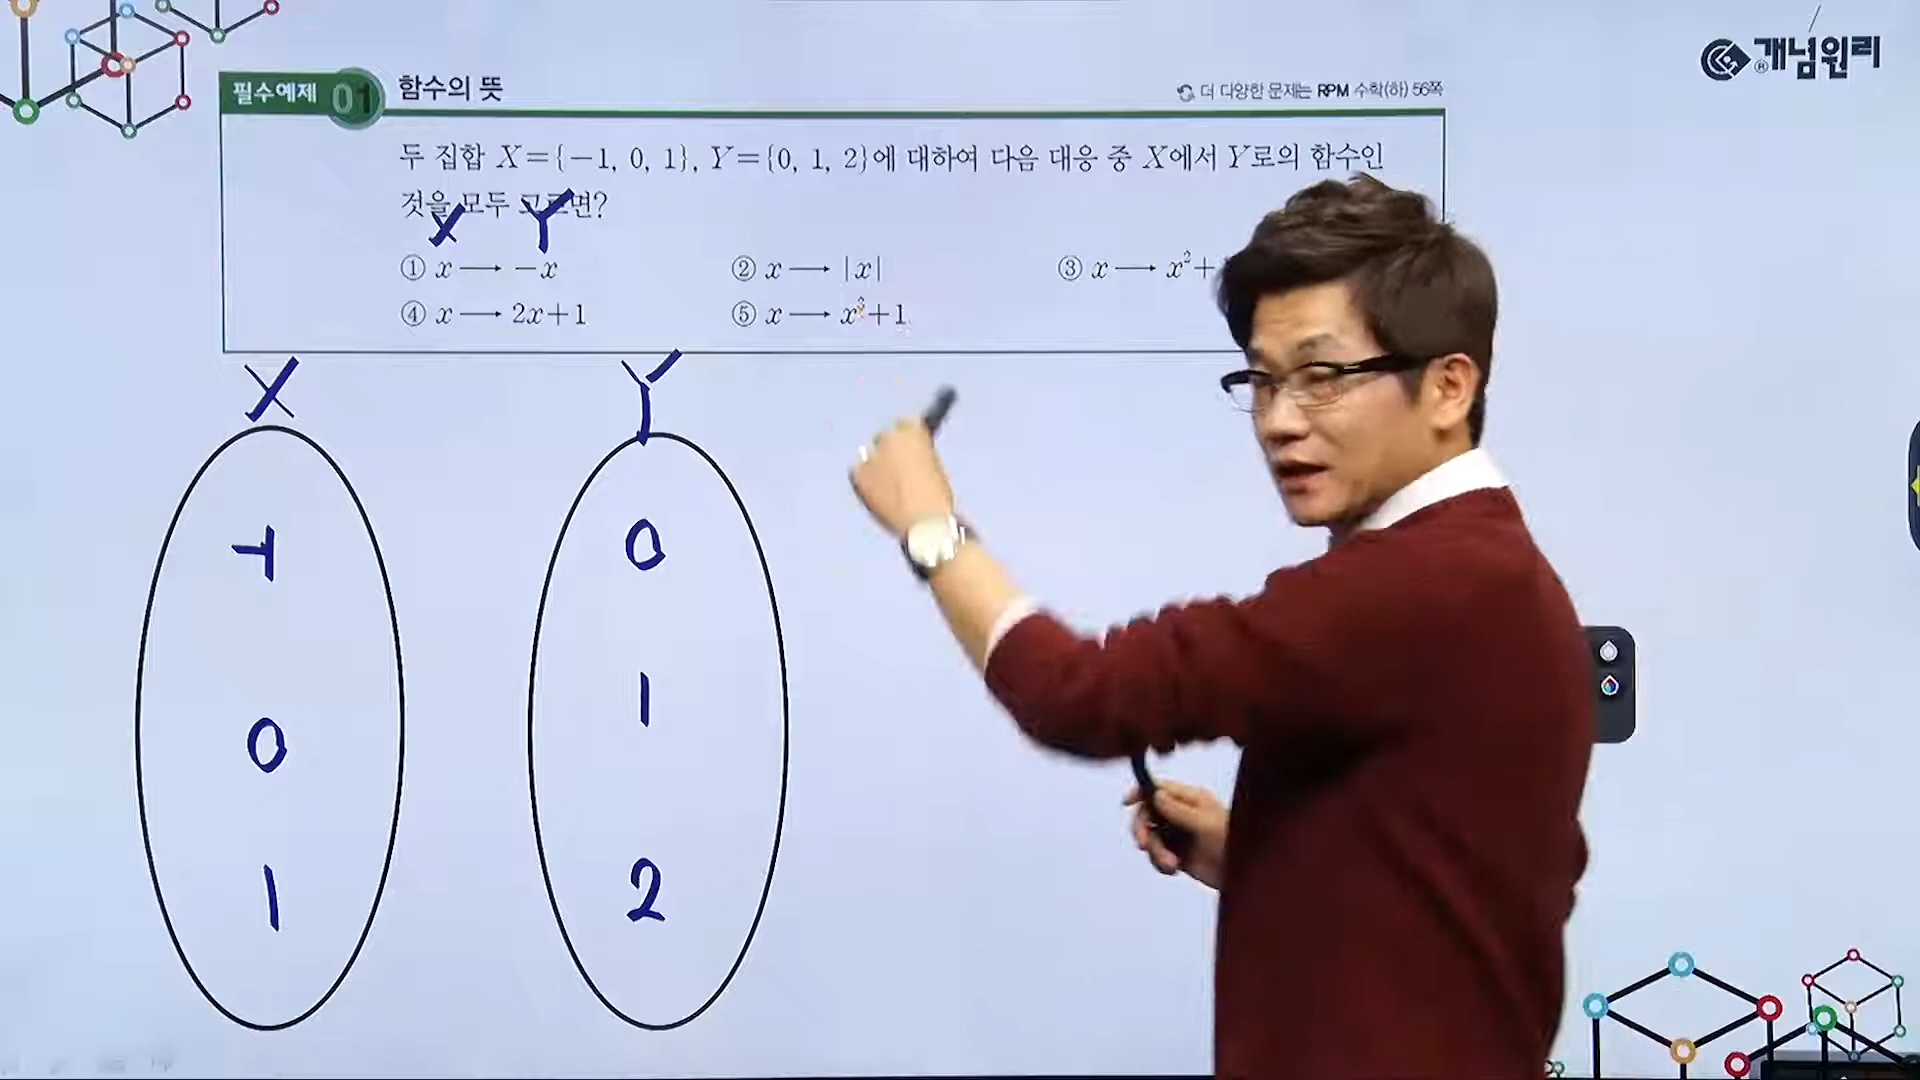 개념원리
필수예제 01 함수의 뜻
더 다양한 문제는 RPM 수학(하) 56쪽
두 집합 X={-1, 0, 1}, Y={0, 1, 2}에 대하여 다음 대응 중 X에서 Y로의 함수인
것을 모두 고르면?
X Y
① x → -x ② x → |x| ③ x → x²+
④ x → 2x+1 ⑤ x → x³+1
X Y
-1 0
0 1
1 2